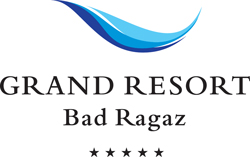 GRAND RESORT
Bad Ragaz
★★★★★